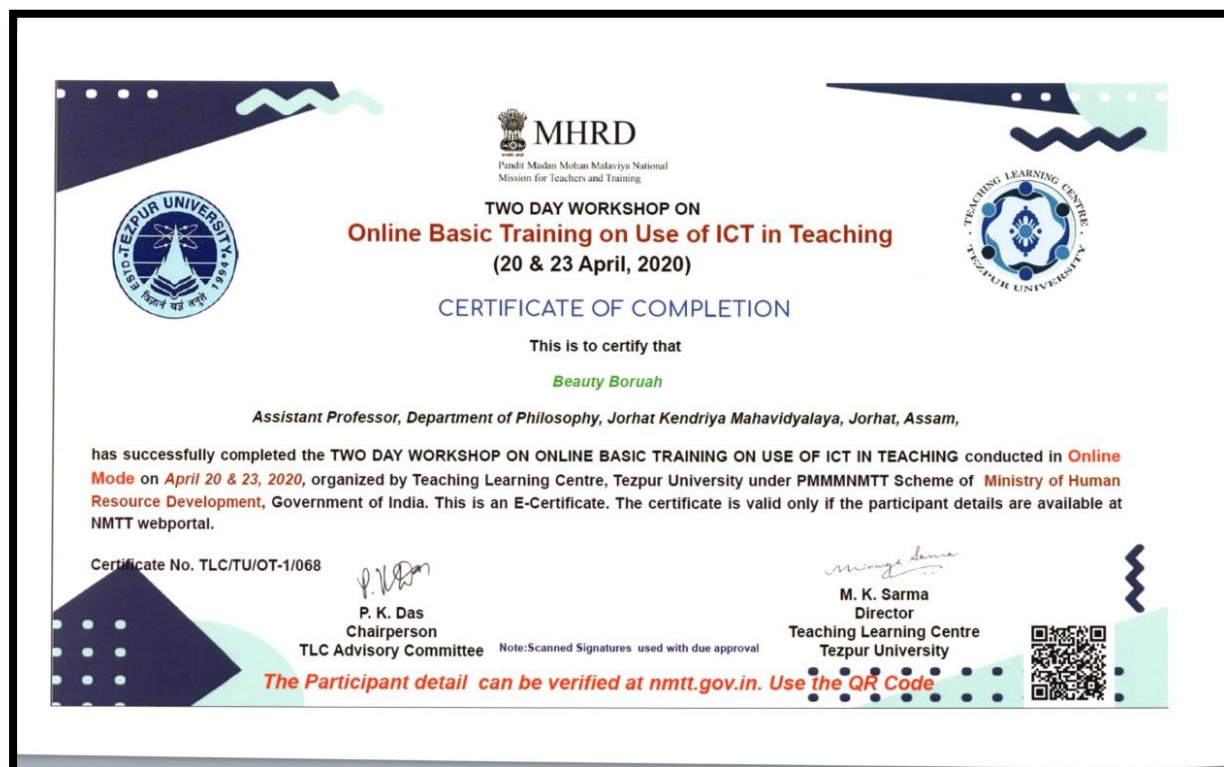 MHRD
Pandit Madan Mohan Malaviya National
Mission for Teachers and Training
TEZPUR UNIVERSITY
ESTD 1994
विज्ञानं यज्ञं तनुते
TEACHING LEARNING CENTRE
TEZPUR UNIVERSITY
TWO DAY WORKSHOP ON
Online Basic Training on Use of ICT in Teaching
(20 & 23 April, 2020)
CERTIFICATE OF COMPLETION
This is to certify that
Beauty Boruah
Assistant Professor, Department of Philosophy, Jorhat Kendriya Mahavidyalaya, Jorhat, Assam,
has successfully completed the TWO DAY WORKSHOP ON ONLINE BASIC TRAINING ON USE OF ICT IN TEACHING conducted in Online
Mode on April 20 & 23, 2020, organized by Teaching Learning Centre, Tezpur University under PMMMNMTT Scheme of Ministry of Human
Resource Development, Government of India. This is an E-Certificate. The certificate is valid only if the participant details are available at
NMTT webportal.
Certificate No. TLC/TU/OT-1/068
P. K. Das
P. K. Das
Chairperson
TLC Advisory Committee
Note:Scanned Signatures used with due approval
M. K. Sarma
Director
Teaching Learning Centre
Tezpur University
The Participant detail can be verified at nmtt.gov.in. Use the QR Code